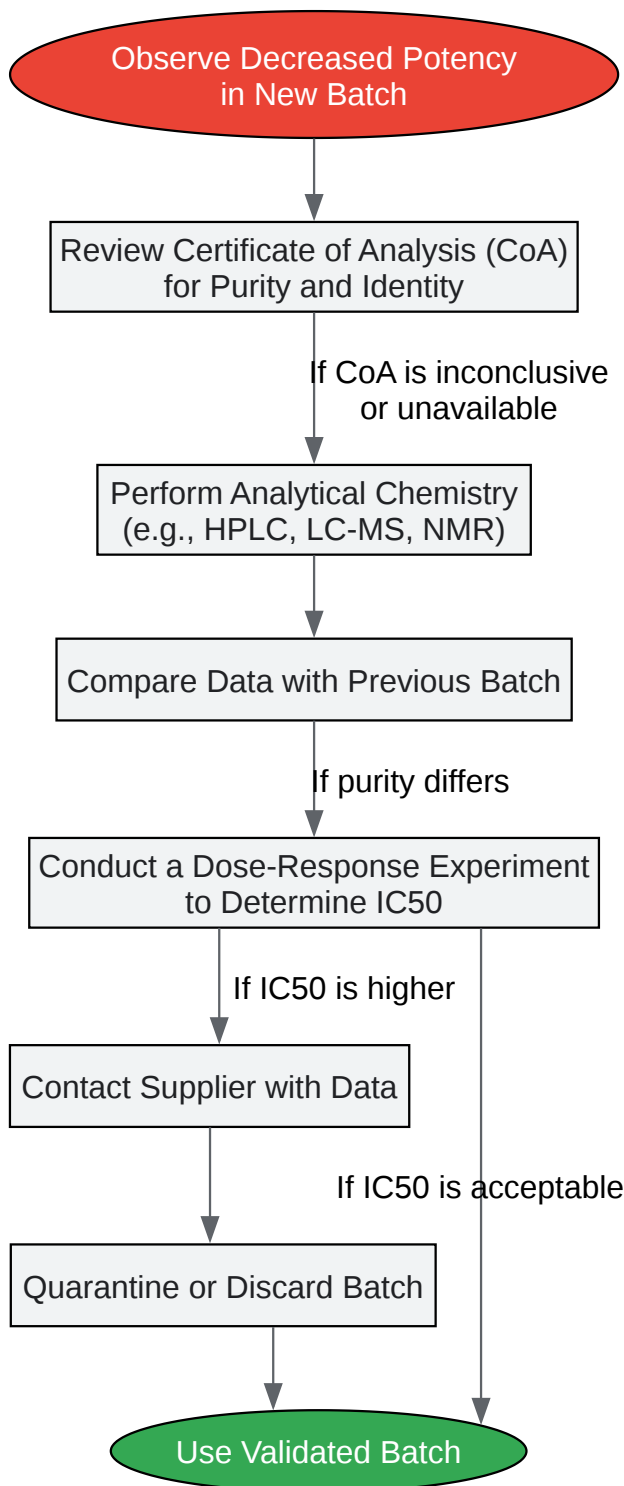 Observe Decreased Potency
in New Batch
Review Certificate of Analysis (CoA)
for Purity and Identity
If CoA is inconclusive
or unavailable
Perform Analytical Chemistry
(e.g., HPLC, LC-MS, NMR)
Compare Data with Previous Batch
If purity differs
Conduct a Dose-Response Experiment
to Determine IC50
If IC50 is higher
Contact Supplier with Data
If IC50 is acceptable
Quarantine or Discard Batch
Use Validated Batch